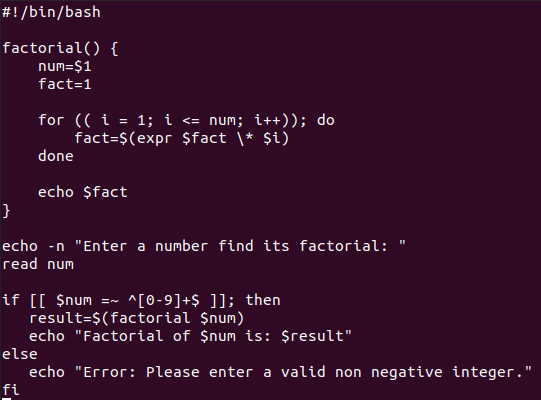 #!/bin/bash
factorial() {
num=$1
fact=1
for (( i = 1; i <= num; i++)); do
fact=$(expr $fact \* $i)
done
echo $fact
}
echo -n "Enter a number find its factorial: "
read num
if [[ $num =~ ^[0-9]+$ ]]; then
result=$(factorial $num)
echo "Factorial of $num is: $result"
else
echo "Error: Please enter a valid non negative integer."
fi